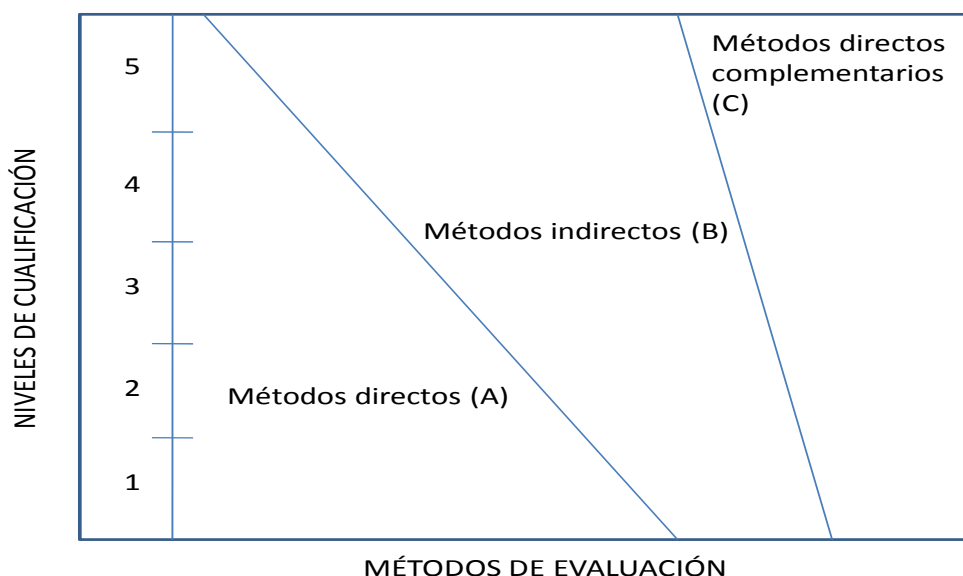 NIVELES DE CUALIFICACIÓN
5
4
3
2
1
Métodos directos
complementarios
(C)
Métodos indirectos (B)
Métodos directos (A)
MÉTODOS DE EVALUACIÓN